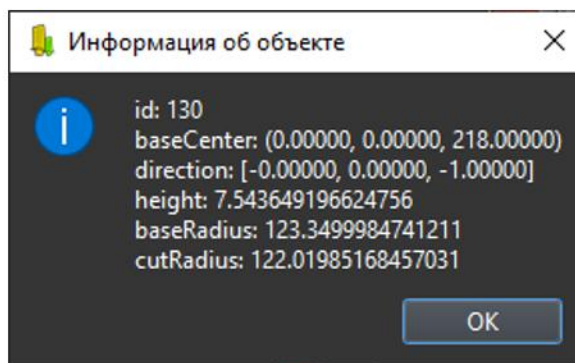 Информация об объекте
id: 130
baseCenter: (0.00000, 0.00000, 218.00000)
direction: [-0.00000, 0.00000, -1.00000]
height: 7.543649196624756
baseRadius: 123.3499984741211
cutRadius: 122.01985168457031
OK